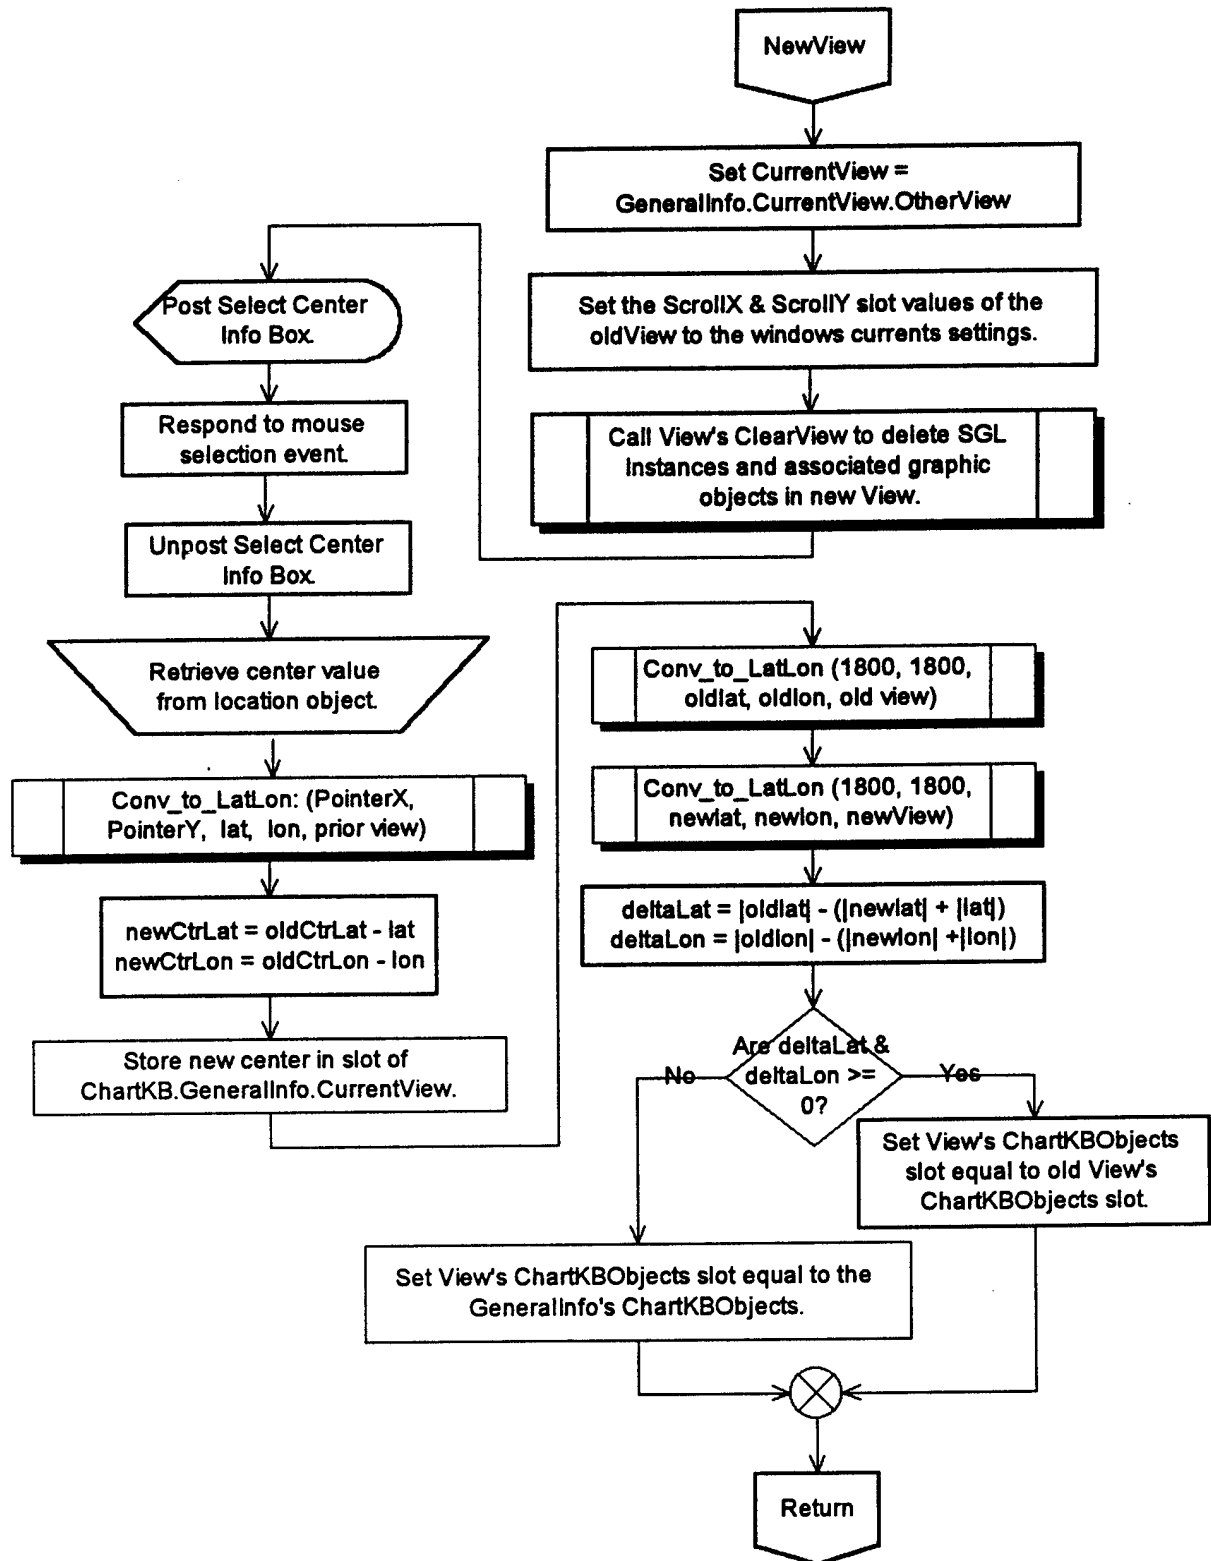 NewView
Set CurrentView =
GeneralInfo.CurrentView.OtherView
Set the ScrollX & ScrollY slot values of the
oldView to the windows currents settings.
Call View's ClearView to delete SGL
Instances and associated graphic
objects in new View.
Post Select Center
Info Box.
Respond to mouse
selection event.
Unpost Select Center
Info Box.
Retrieve center value
from location object.
Conv_to_LatLon: (PointerX,
PointerY, lat, lon, prior view)
newCtrLat = oldCtrLat - lat
newCtrLon = oldCtrLon - lon
Store new center in slot of
ChartKB.GeneralInfo.CurrentView.
Conv_to_LatLon (1800, 1800,
oldlat, oldlon, old view)
Conv_to_LatLon (1800, 1800,
newlat, newlon, newView)
deltaLat = |oldlat| - (|newlat| + |lat|)
deltaLon = |oldlon| - (|newlon| +|lon|)
Are deltaLat &
deltaLon >=
0?
No
Yes
Set View's ChartKBObjects
slot equal to old View's
ChartKBObjects slot.
Set View's ChartKBObjects slot equal to the
GeneralInfo's ChartKBObjects.
Return